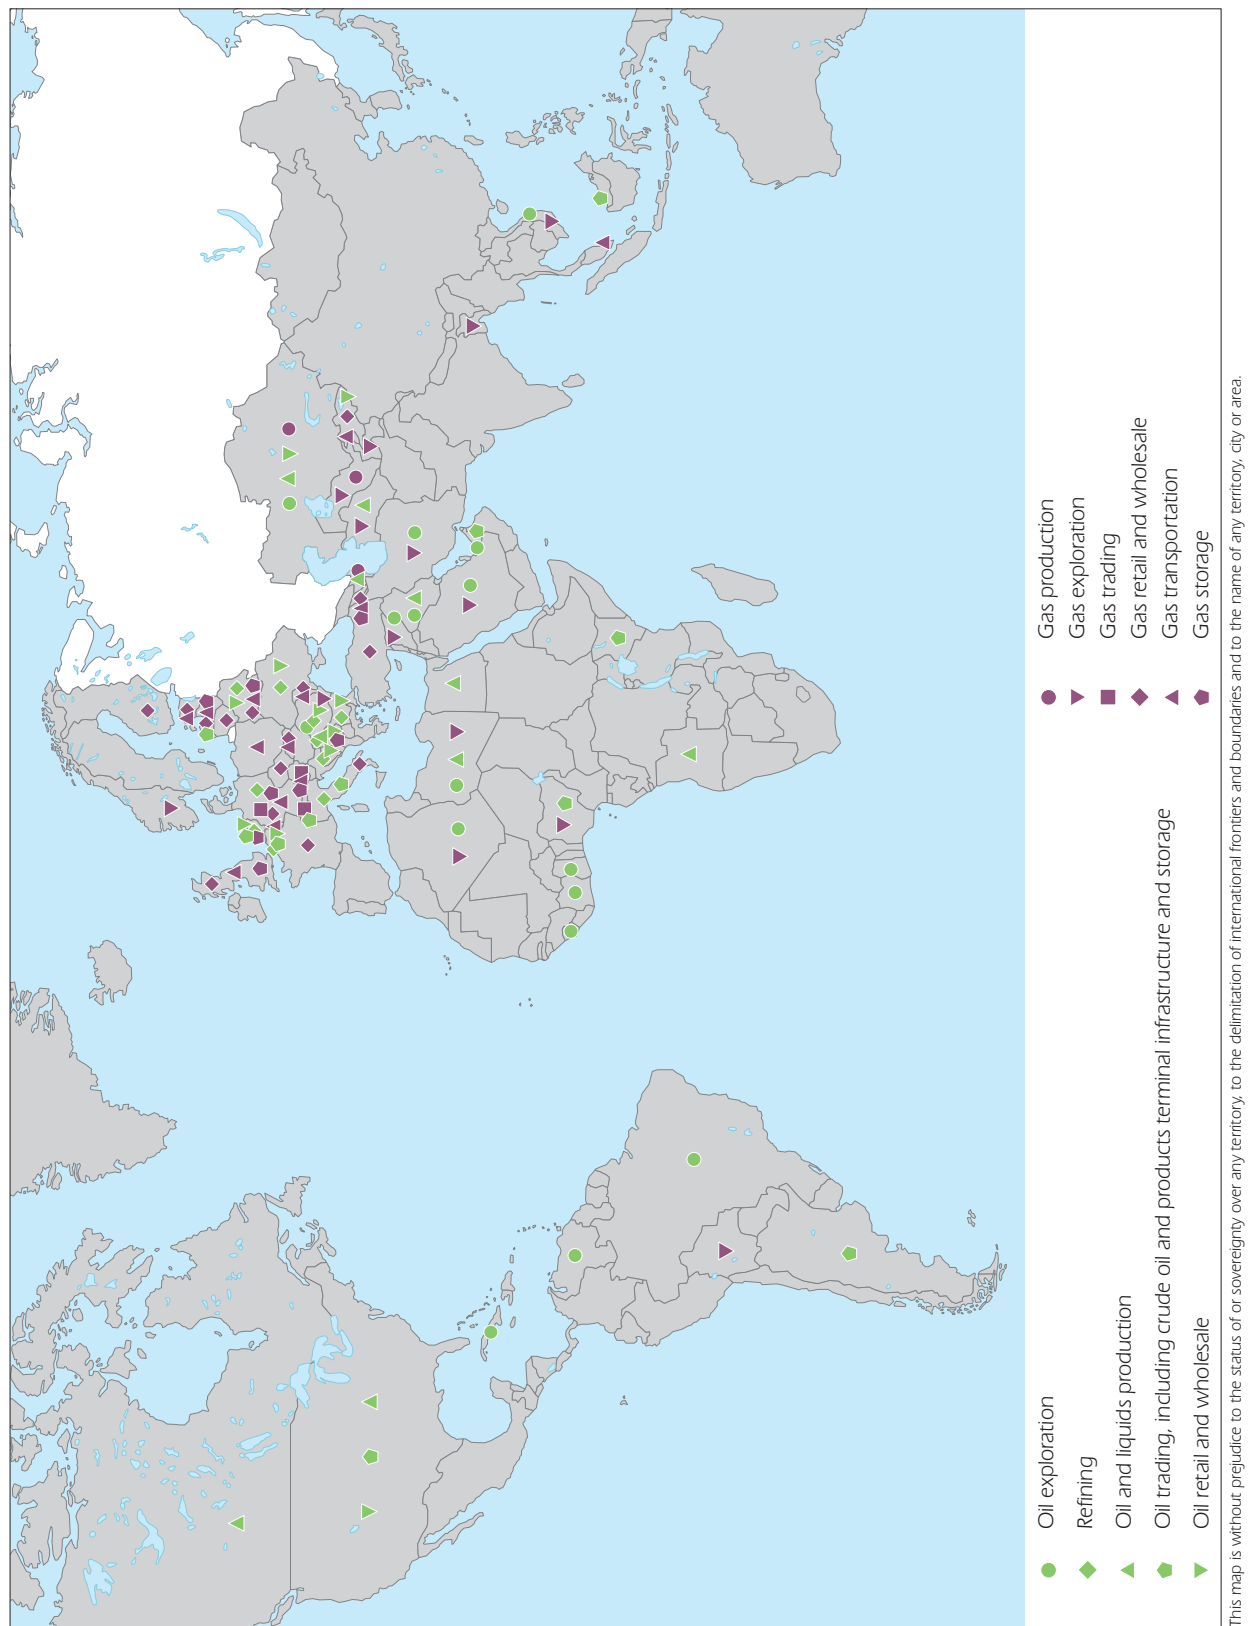 Oil exploration
Refining
Oil and liquids production
Oil trading, including crude oil and products terminal infrastructure and storage
Oil retail and wholesale
Gas production
Gas exploration
Gas trading
Gas retail and wholesale
Gas transportation
Gas storage
This map is without prejudice to the status of or sovereignty over any territory, to the delimitation of international frontiers and boundaries and to the name of any territory, city or area.